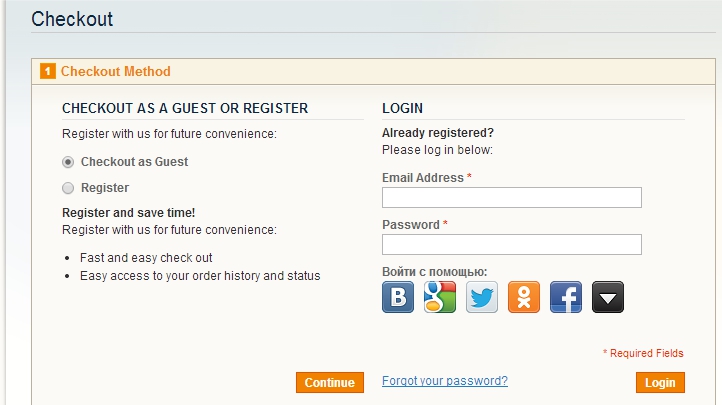 Checkout
1 Checkout Method
CHECKOUT AS A GUEST OR REGISTER
Register with us for future convenience:
Checkout as Guest
Register
Register and save time!
Register with us for future convenience:
Fast and easy check out
Easy access to your order history and status
Continue
LOGIN
Already registered?
Please log in below:
Email Address *
Password *
Войти с помощью:
* Required Fields
Forgot your password?
Login